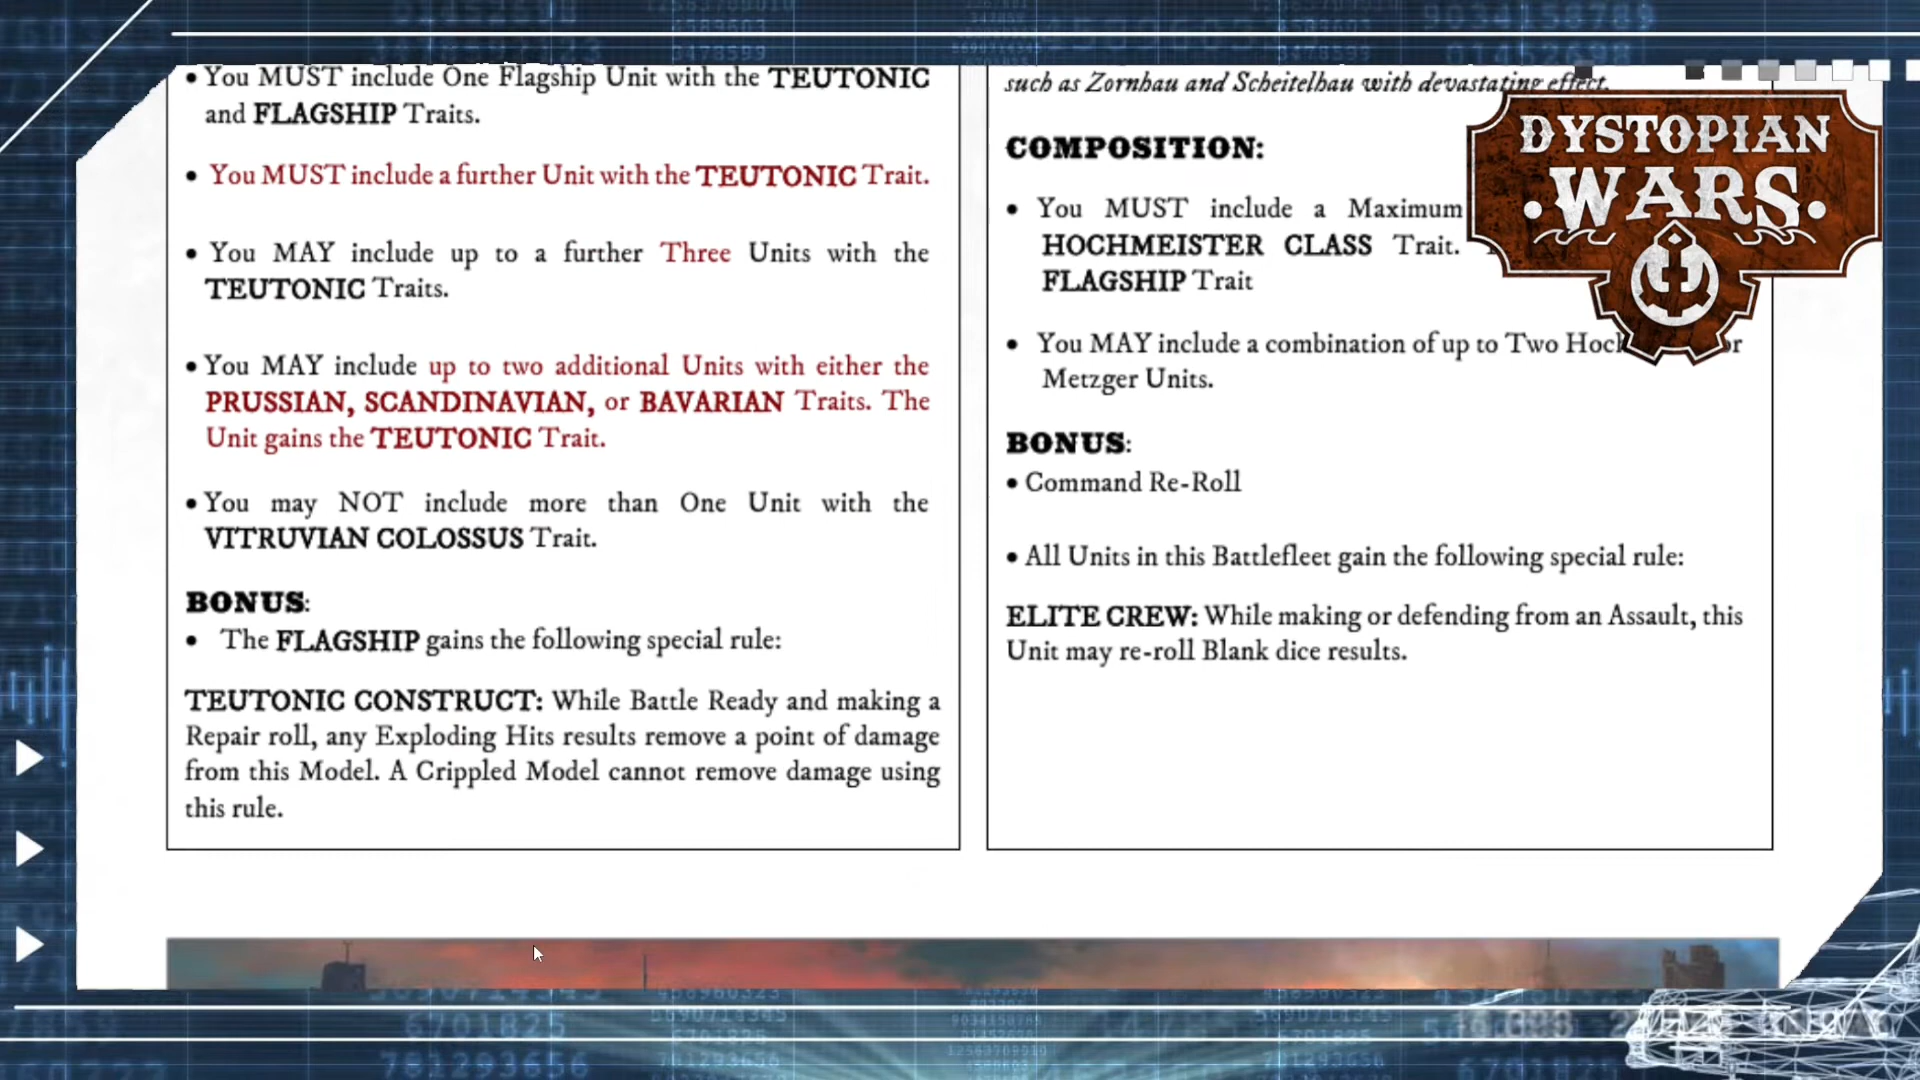 • You MUST include One Flagship Unit with the TEUTONIC
and FLAGSHIP Traits.
• You MUST include a further Unit with the TEUTONIC Trait.
• You MAY include up to a further Three Units with the
TEUTONIC Traits.
• You MAY include up to two additional Units with either the
PRUSSIAN, SCANDINAVIAN, or BAVARIAN Traits. The
Unit gains the TEUTONIC Trait.
• You may NOT include more than One Unit with the
VITRUVIAN COLOSSUS Trait.
BONUS:
• The FLAGSHIP gains the following special rule:
TEUTONIC CONSTRUCT: While Battle Ready and making a
Repair roll, any Exploding Hits results remove a point of damage
from this Model. A Crippled Model cannot remove damage using
this rule.
such as Zornhau and Scheitelhau with devastating effect.
COMPOSITION:
• You MUST include a Maximum
HOCHMEISTER CLASS Trait.
FLAGSHIP Trait
• You MAY include a combination of up to Two
Metzger Units.
BONUS:
• Command Re-Roll
• All Units in this Battlefleet gain the following special rule:
ELITE CREW: While making or defending from an Assault, this
Unit may re-roll Blank dice results.
DYSTOPIAN
WARS
6701825
781293656